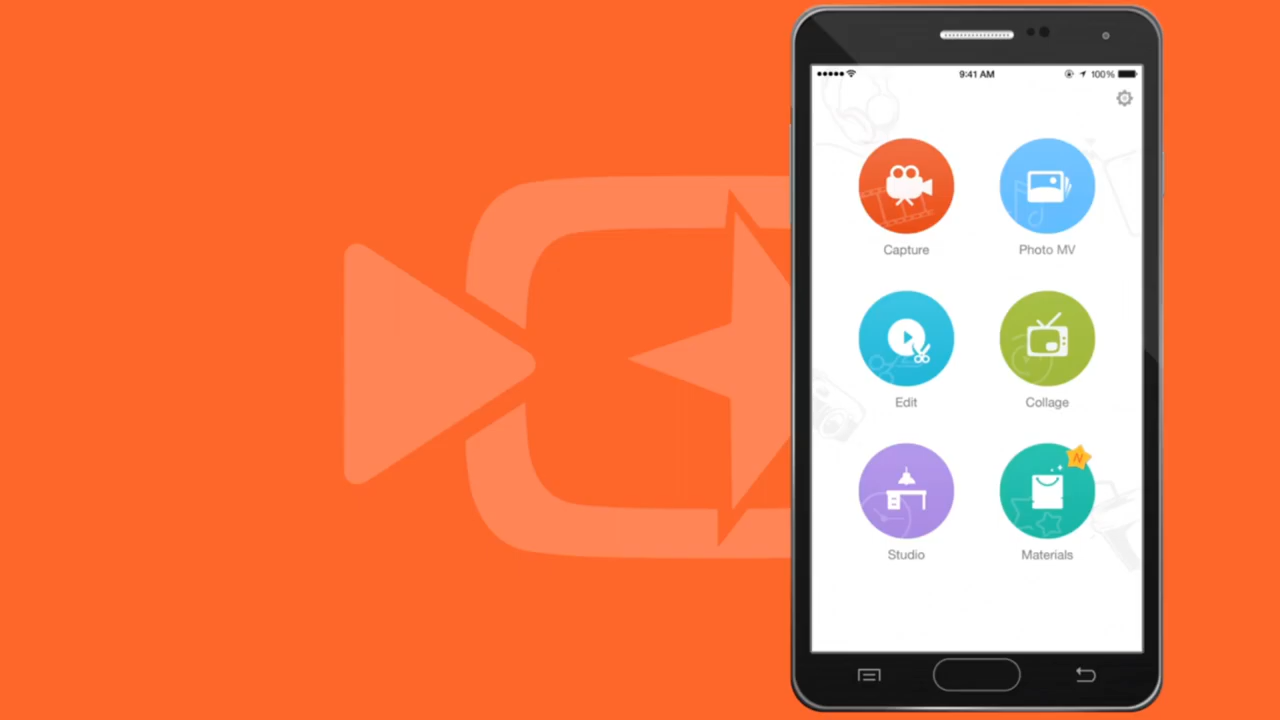 9:41 AM
100%
Capture
Photo MV
Edit
Collage
Studio
N
Materials